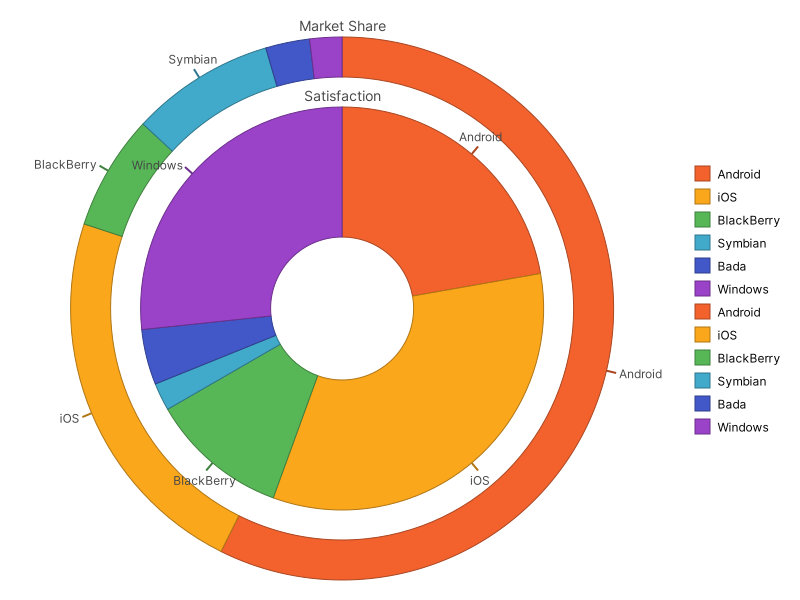 Market Share
Symbian
Satisfaction
Android
BlackBerry
Windows
Android
iOS
BlackBerry
iOS
Android
iOS
BlackBerry
Symbian
Bada
Windows
Android
iOS
BlackBerry
Symbian
Bada
Windows